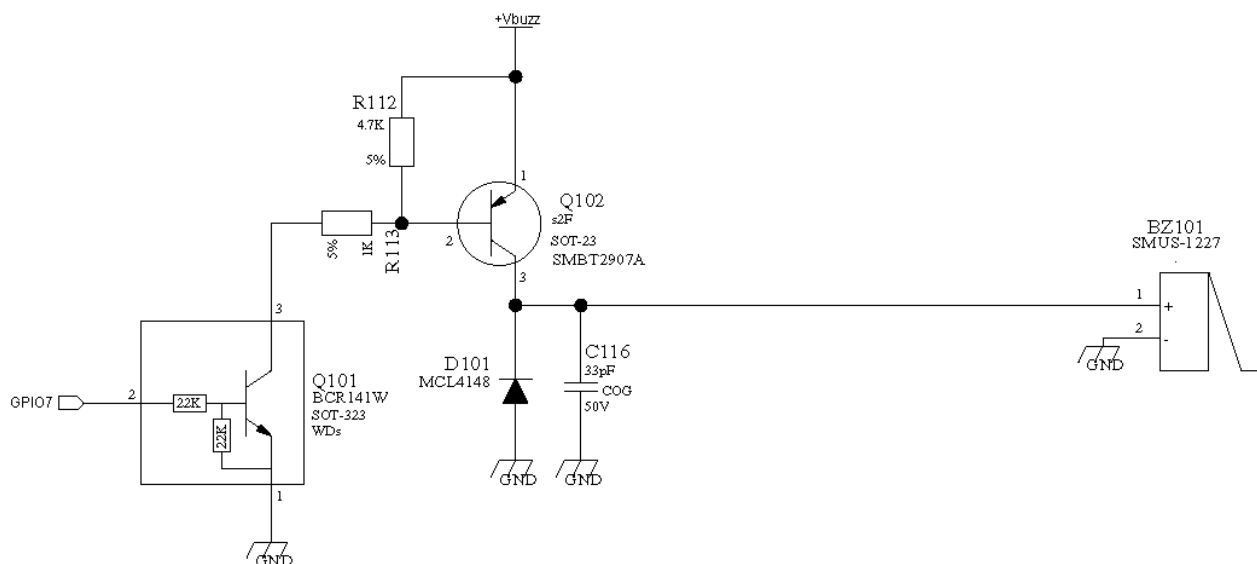 +Vbuzz
R112
4.7K
5%
1
Q102
s2F
SOT-23
SMBT2907A
2
3
5%
1K
R113
BZ101
SMUS-1227
1
+
2
-
GND
3
D101
MCL4148
C116
33pF
COG
50V
Q101
BCR141W
SOT-323
WDs
GPIO7
2
22K
22K
1
GND
GND
GND